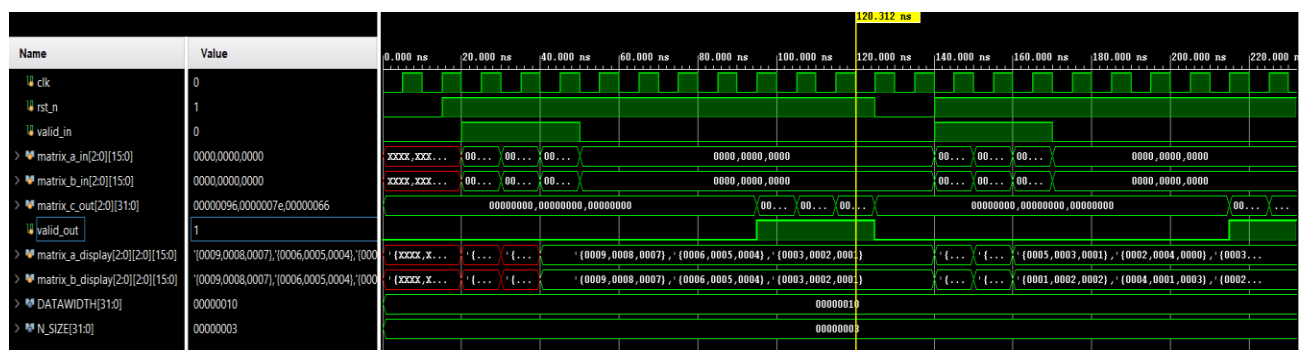 120.312 ns
Name Value 0.000 ns 20.000 ns 40.000 ns 60.000 ns 80.000 ns 100.000 ns 120.000 ns 140.000 ns 160.000 ns 180.000 ns 200.000 ns 220.000 n
clk 0
rst_n 1
valid_in 0
matrix_a_in[2:0][15:0] 0000,0000,0000 XXXX,XXX... 00... 00... 00... 0000,0000,0000 00... 00... 00... 0000,0000,0000
matrix_b_in[2:0][15:0] 0000,0000,0000 XXXX,XXX... 00... 00... 00... 0000,0000,0000 00... 00... 00... 0000,0000,0000
matrix_c_out[2:0][31:0] 00000096,0000007e,00000066 00000000,00000000,00000000 00... 00... 00... 00000000,00000000,00000000 00... ...
valid_out 1
matrix_a_display[2:0][2:0][15:0] '{0009,0008,0007},'{0006,0005,0004},'{000 '{XXXX,X... '{... '{... '{0009,0008,0007},'{0006,0005,0004},'{0003,0002,0001} '{... '{... '{0005,0003,0001},'{0002,0004,0000},'{0003...
matrix_b_display[2:0][2:0][15:0] '{0009,0008,0007},'{0006,0005,0004},'{000 '{XXXX,X... '{... '{... '{0009,0008,0007},'{0006,0005,0004},'{0003,0002,0001} '{... '{... '{0001,0002,0002},'{0004,0001,0003},'{0002...
DATAWIDTH[31:0] 00000010 00000010
N_SIZE[31:0] 00000003 00000003